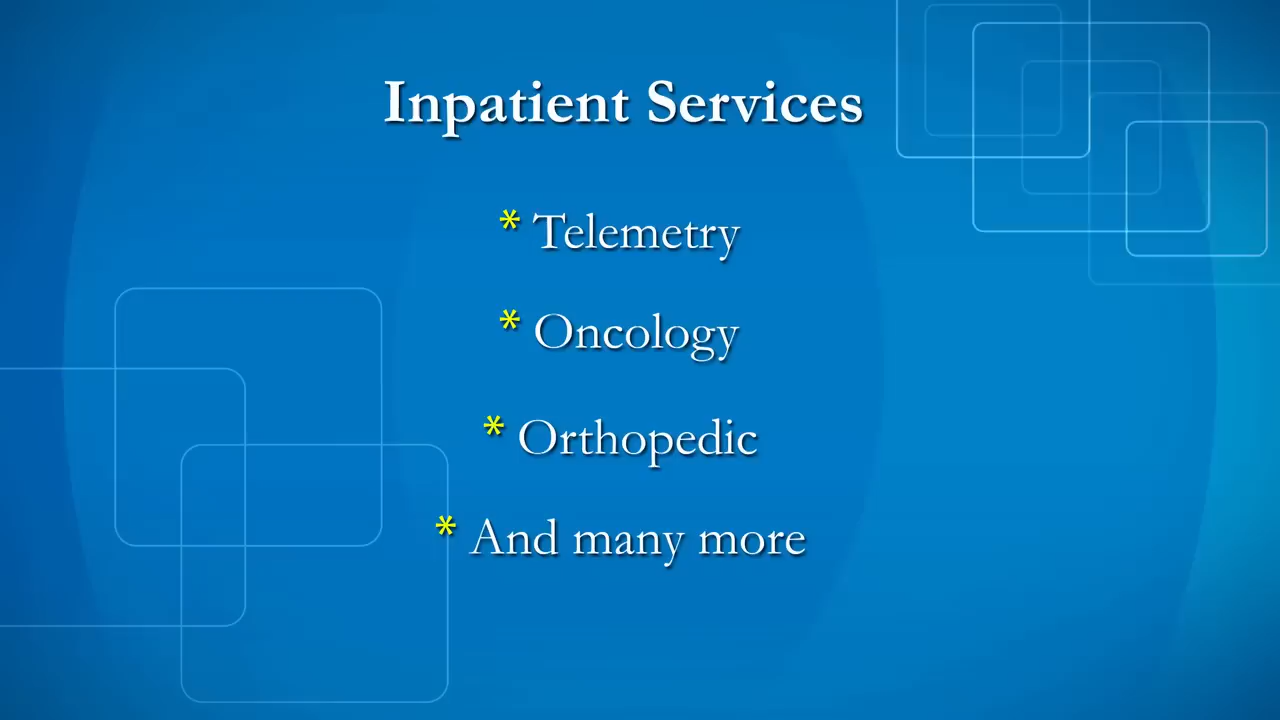 Inpatient Services
* Telemetry
* Oncology
* Orthopedic
* And many more